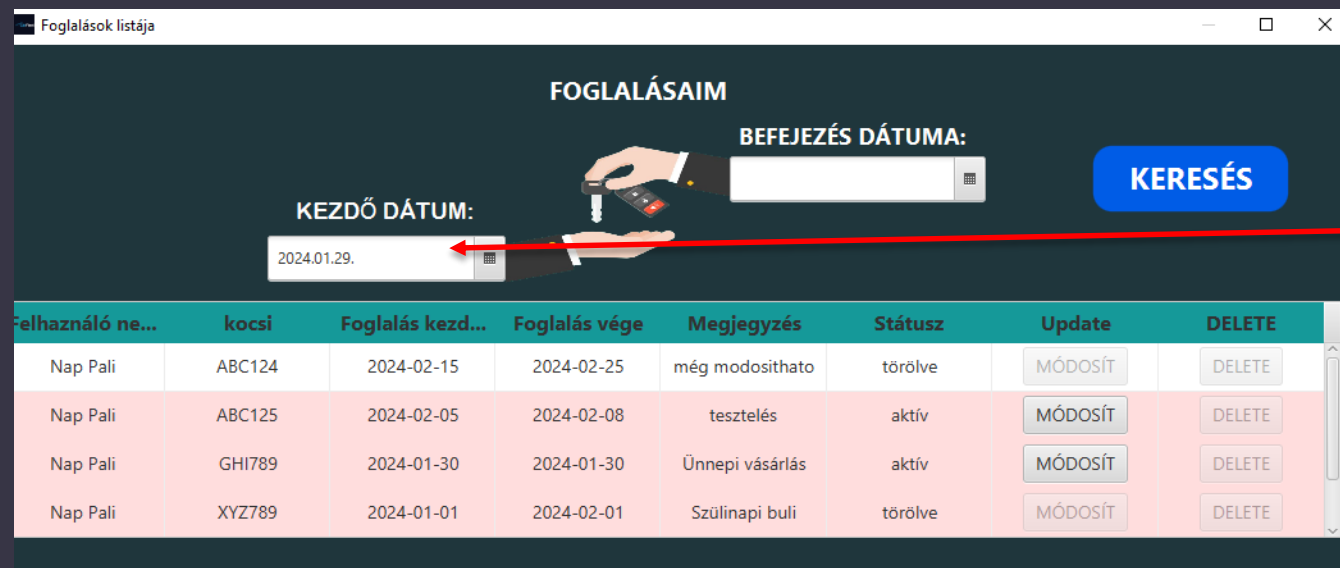 Foglalások listája
FOGLALÁSAIM
BEFEJEZÉS DÁTUMA:
KERESÉS
KEZDŐ DÁTUM:
2024.01.29.
Felhaználó ne... kocsi Foglalás kezd... Foglalás vége Megjegyzés Státusz Update DELETE
Nap Pali ABC124 2024-02-15 2024-02-25 még modosithato törölve MÓDOSÍT DELETE
Nap Pali ABC125 2024-02-05 2024-02-08 tesztelés aktív MÓDOSÍT DELETE
Nap Pali GHI789 2024-01-30 2024-01-30 Ünnepi vásárlás aktív MÓDOSÍT DELETE
Nap Pali XYZ789 2024-01-01 2024-02-01 Szülinapi buli törölve MÓDOSÍT DELETE